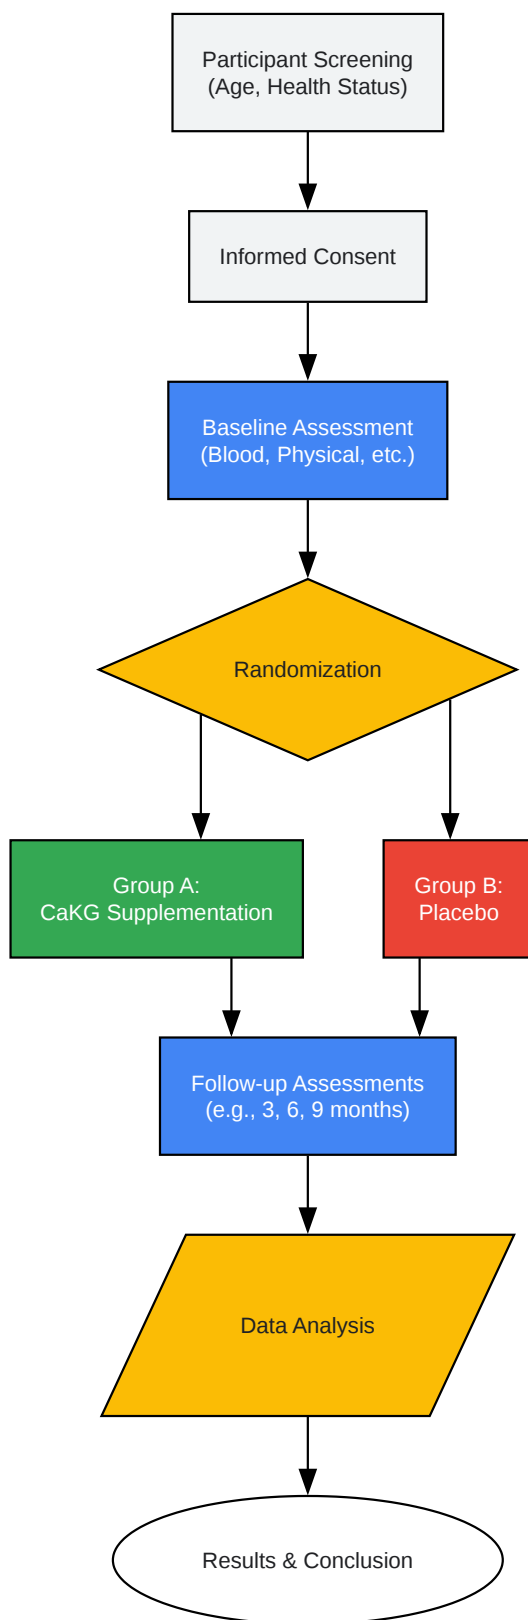 Participant Screening
(Age, Health Status)
Informed Consent
Baseline Assessment
(Blood, Physical, etc.)
Randomization
Group A:
CaKG Supplementation
Group B:
Placebo
Follow-up Assessments
(e.g., 3, 6, 9 months)
Data Analysis
Results & Conclusion